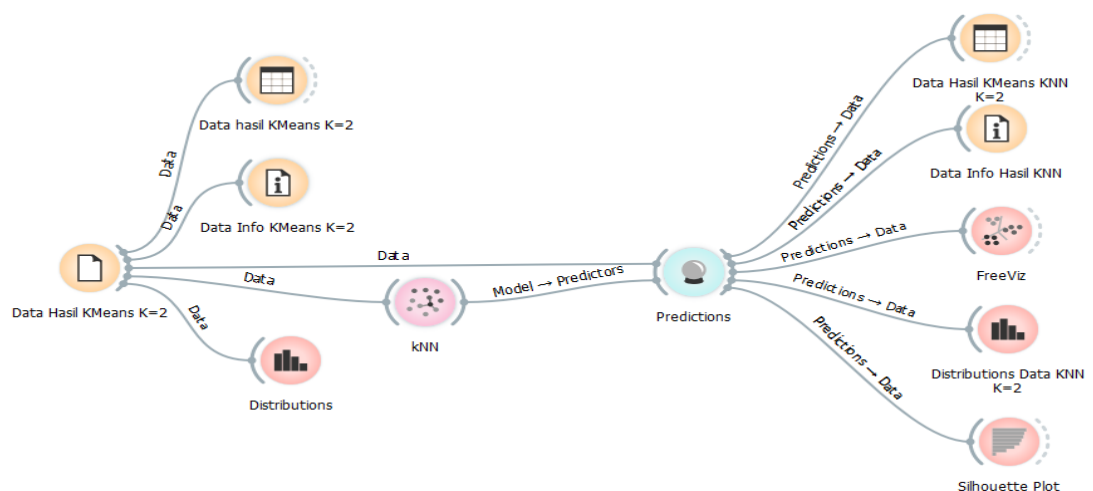 Data Hasil KMeans KNN
K=2
Data hasil KMeans K=2
Data
Predictions → Data
Data Info Hasil KNN
Predictions → Data
Data Info KMeans K=2
Data
Predictions → Data
FreeViz
Data
Data Hasil KMeans K=2
Data
Model → Predictors
Predictions
Predictions → Data
Data
kNN
Distributions Data KNN
K=2
Predictions → Data
Distributions
Silhouette Plot